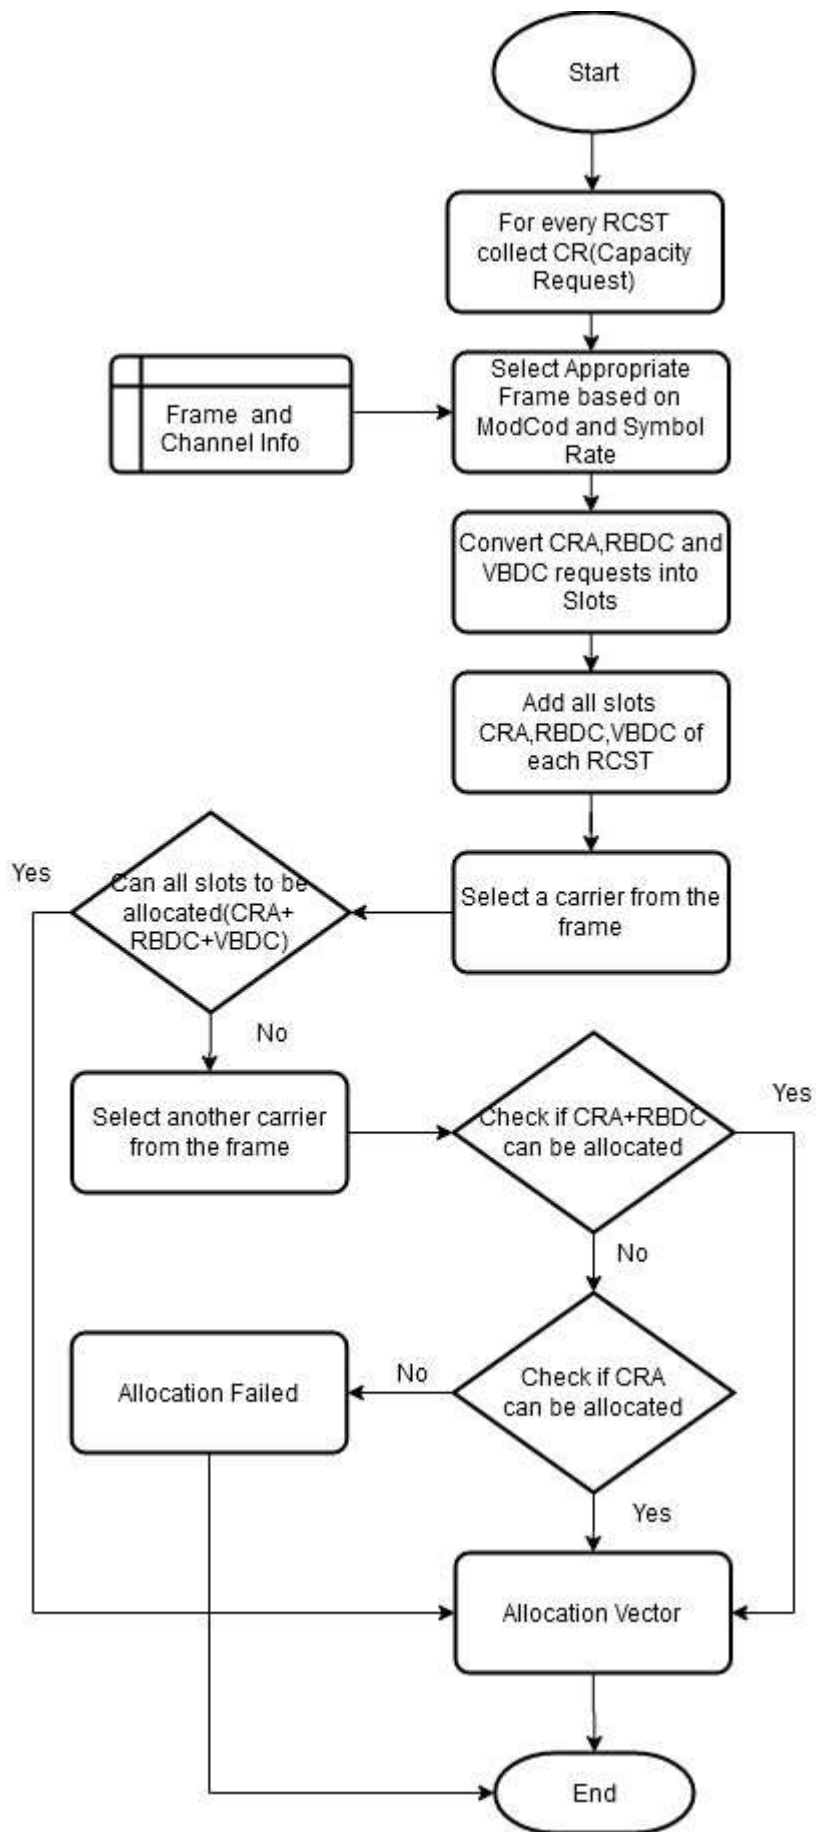 Start
For every RCST
collect CR(Capacity
Request)
Select Appropriate
Frame based on
ModCod and Symbol
Rate
Frame and
Channel Info
Convert CRA,RBDC and
VBDC requests into
Slots
Add all slots
CRA,RBDC,VBDC of
each RCST
Select a carrier from the
frame
Yes
Can all slots to be
allocated(CRA+
RBDC+VBDC)
No
Select another carrier
from the frame
Check if CRA+RBDC
can be allocated
Yes
No
Check if CRA
can be allocated
No
Allocation Failed
Yes
Allocation Vector
End